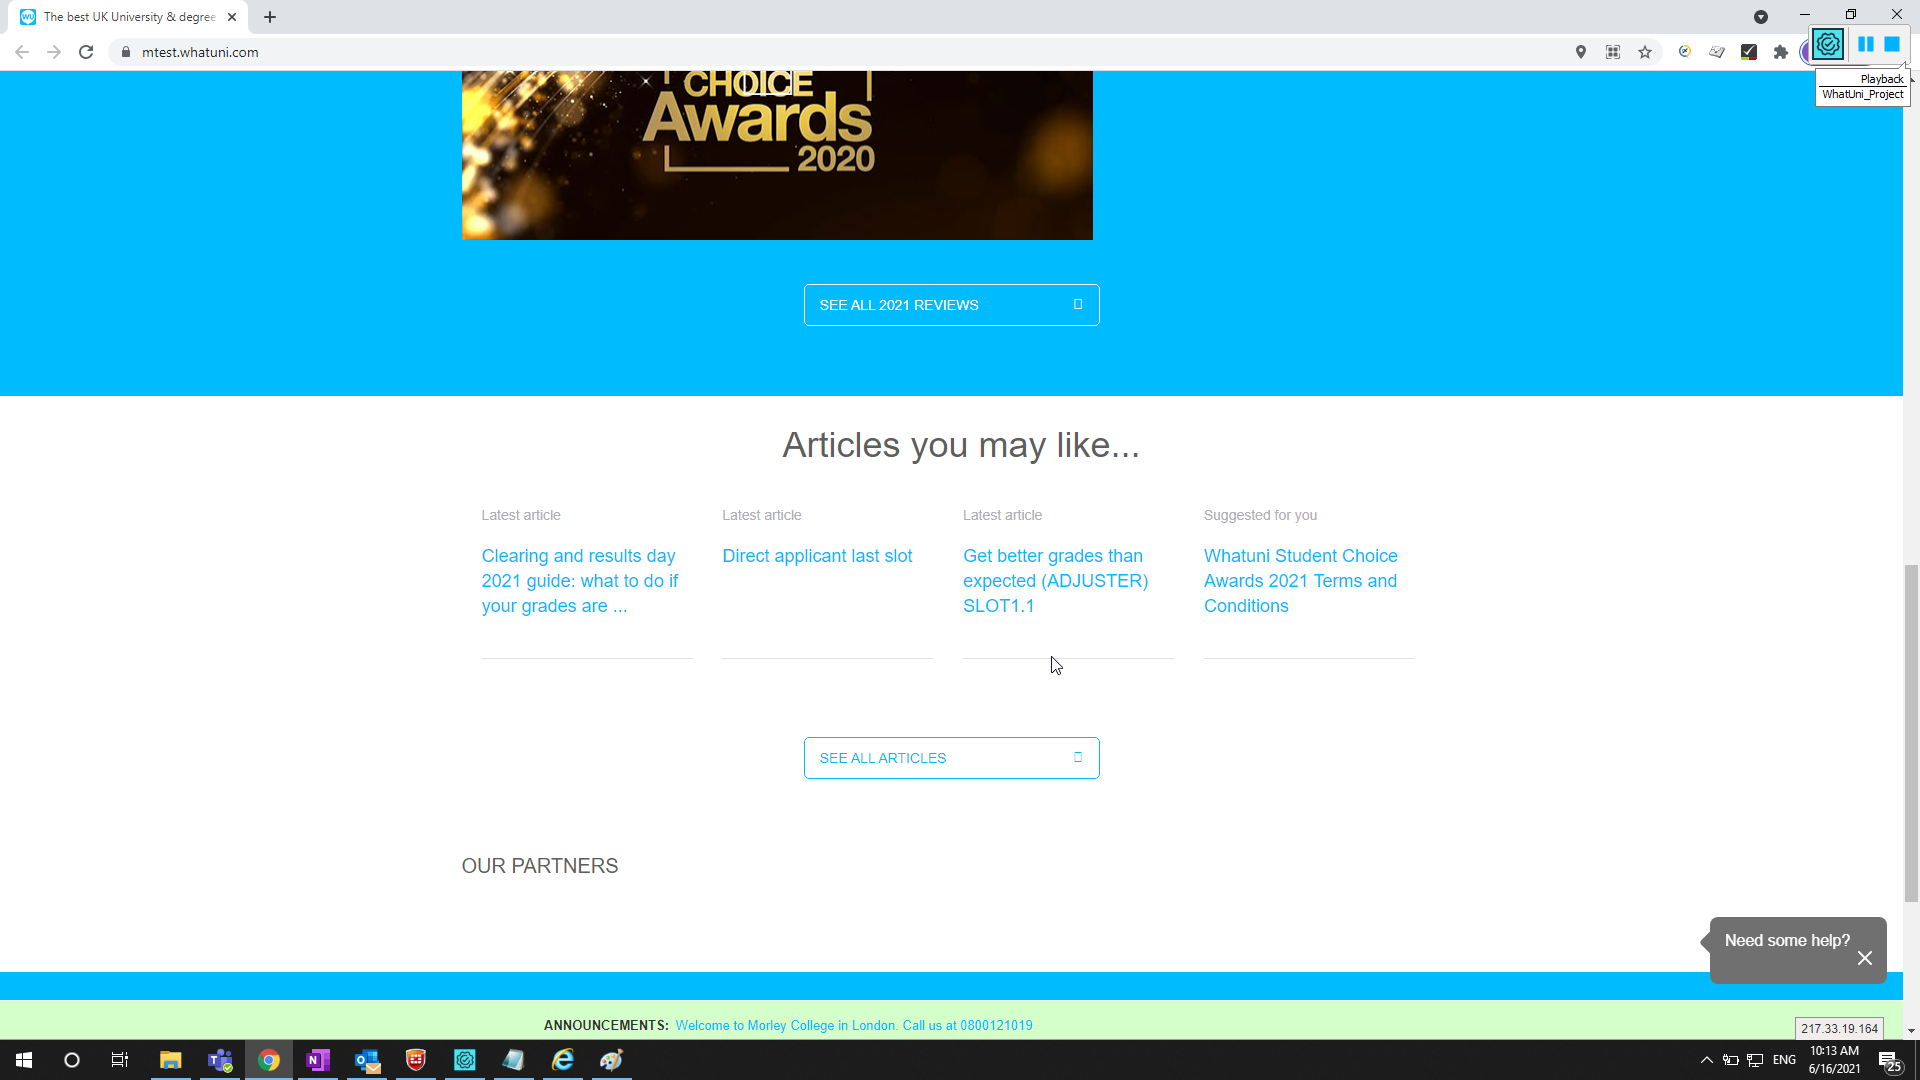 The best UK University & degree
mtest.whatuni.com
Playback
WhatUni_Project
CHOICE
Awards
2020
SEE ALL 2021 REVIEWS
Articles you may like...
Latest article
Clearing and results day
2021 guide: what to do if
your grades are ...
Latest article
Direct applicant last slot
Latest article
Get better grades than
expected (ADJUSTER)
SLOT1.1
Suggested for you
Whatuni Student Choice
Awards 2021 Terms and
Conditions
SEE ALL ARTICLES
OUR PARTNERS
Need some help?
ANNOUNCEMENTS: Welcome to Morley College in London. Call us at 0800121019
217.33.19.164
ENG
10:13 AM
6/16/2021
25